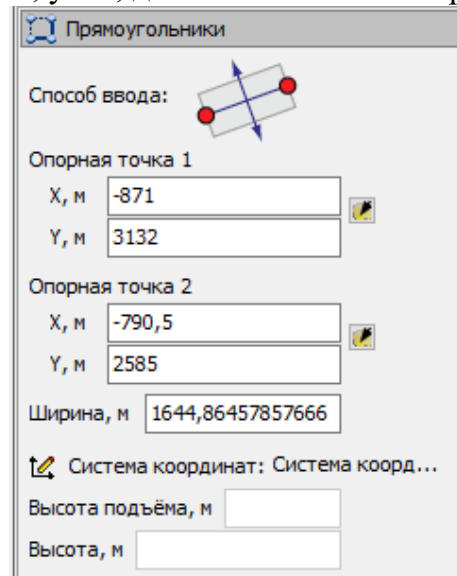 Прямоугольники
Способ ввода:
Опорная точка 1
X, м -871
Y, м 3132
Опорная точка 2
X, м -790,5
Y, м 2585
Ширина, м 1644,86457857666
Система координат: Система коорд...
Высота подъёма, м
Высота, м